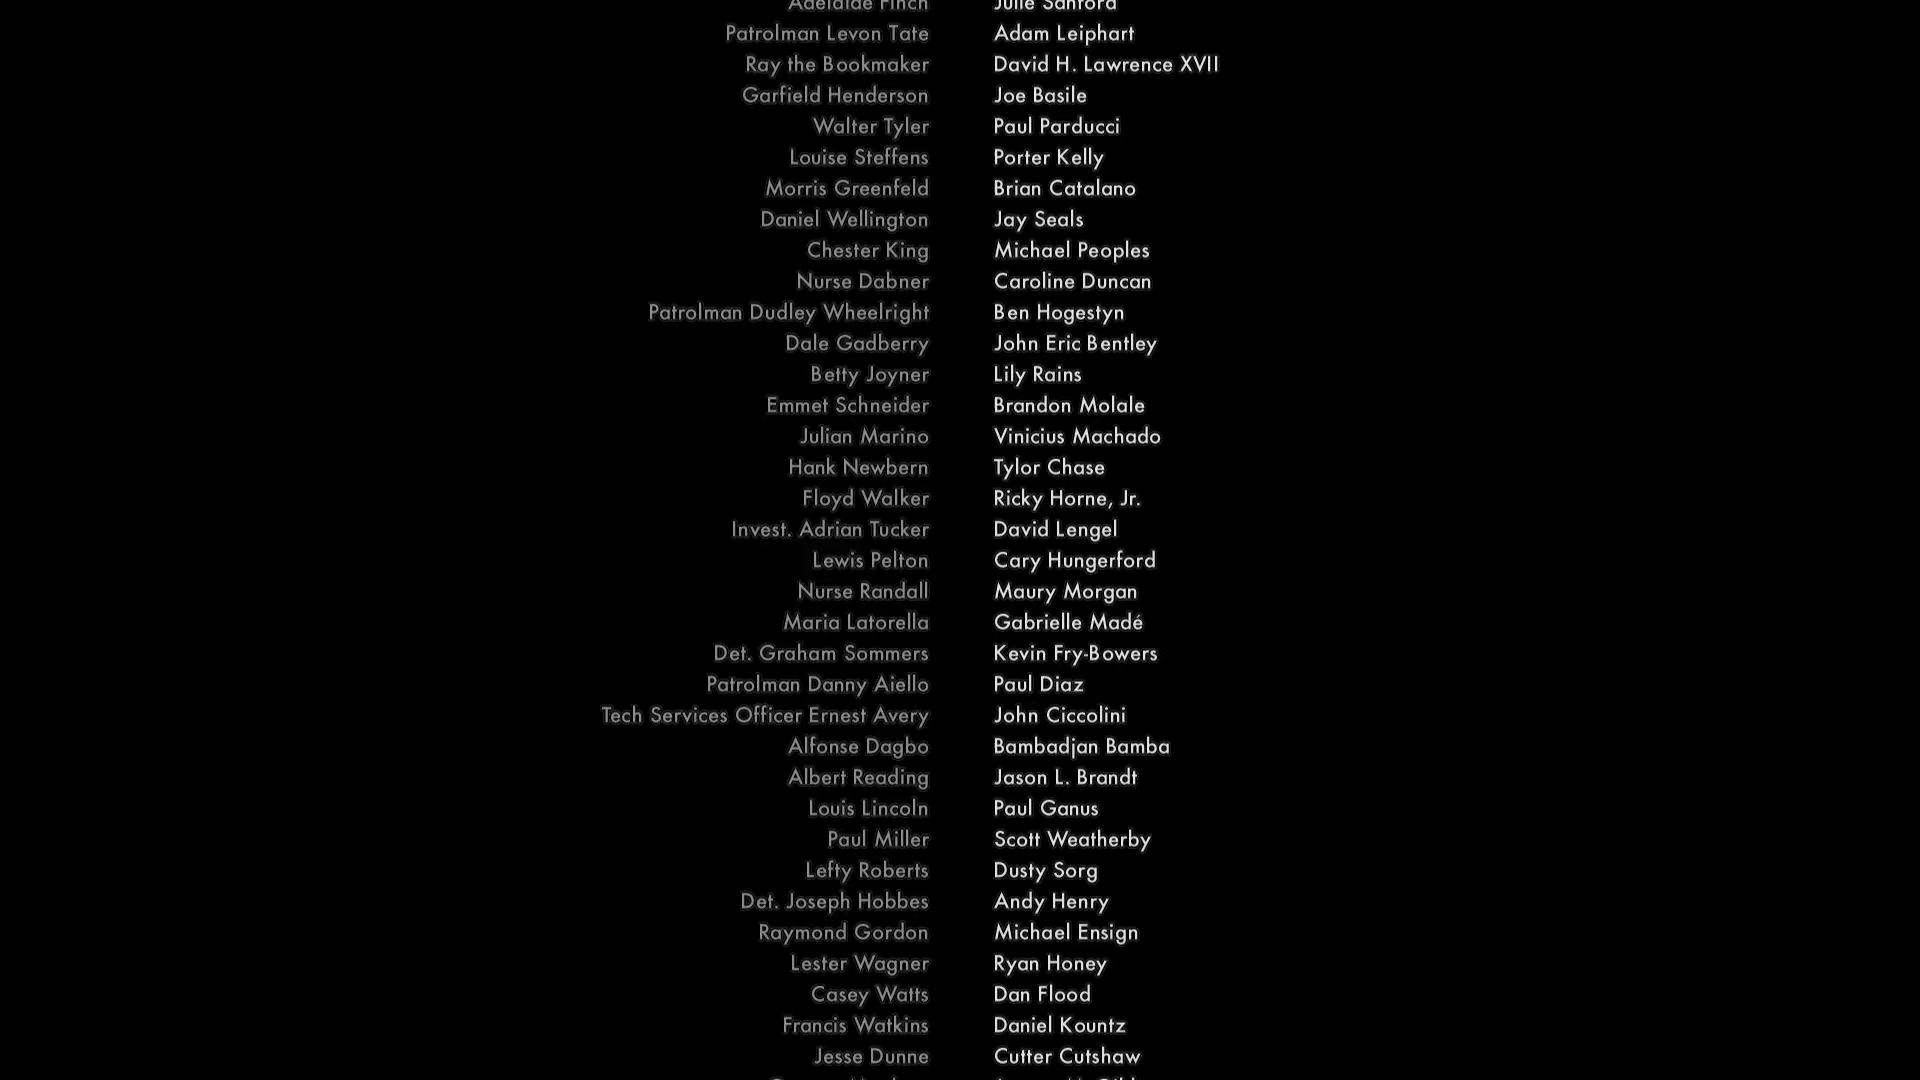 Adelaide Finch Julie Sanford
Patrolman Levon Tate Adam Leiphart
Ray the Bookmaker David H. Lawrence XVII
Garfield Henderson Joe Basile
Walter Tyler Paul Parducci
Louise Steffens Porter Kelly
Morris Greenfeld Brian Catalano
Daniel Wellington Jay Seals
Chester King Michael Peoples
Nurse Dabner Caroline Duncan
Patrolman Dudley Wheelright Ben Hogestyn
Dale Gadberry John Eric Bentley
Betty Joyner Lily Rains
Emmet Schneider Brandon Molale
Julian Marino Vinicius Machado
Hank Newbern Tylor Chase
Floyd Walker Ricky Horne, Jr.
Invest. Adrian Tucker David Lengel
Lewis Pelton Cary Hungerford
Nurse Randall Maury Morgan
Maria Latorella Gabrielle Madé
Det. Graham Sommers Kevin Fry-Bowers
Patrolman Danny Aiello Paul Diaz
Tech Services Officer Ernest Avery John Ciccolini
Alfonse Dagbo Bambadjan Bamba
Albert Reading Jason L. Brandt
Louis Lincoln Paul Ganus
Paul Miller Scott Weatherby
Lefty Roberts Dusty Sorg
Det. Joseph Hobbes Andy Henry
Raymond Gordon Michael Ensign
Lester Wagner Ryan Honey
Casey Watts Dan Flood
Francis Watkins Daniel Kountz
Jesse Dunne Cutter Cutshaw